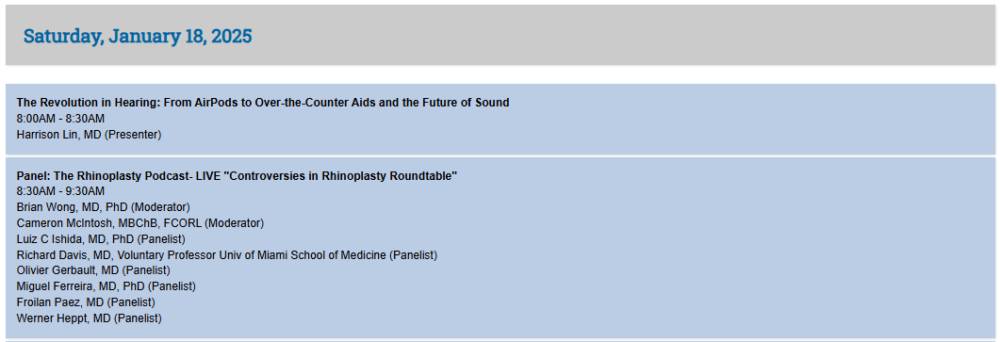 Saturday, January 18, 2025
The Revolution in Hearing: From AirPods to Over-the-Counter Aids and the Future of Sound
8:00AM - 8:30AM
Harrison Lin, MD (Presenter)
Panel: The Rhinoplasty Podcast- LIVE "Controversies in Rhinoplasty Roundtable"
8:30AM - 9:30AM
Brian Wong, MD, PhD (Moderator)
Cameron McIntosh, MBChB, FCORL (Moderator)
Luiz C Ishida, MD, PhD (Panelist)
Richard Davis, MD, Voluntary Professor Univ of Miami School of Medicine (Panelist)
Olivier Gerbault, MD (Panelist)
Miguel Ferreira, MD, PhD (Panelist)
Froilan Paez, MD (Panelist)
Werner Heppt, MD (Panelist)